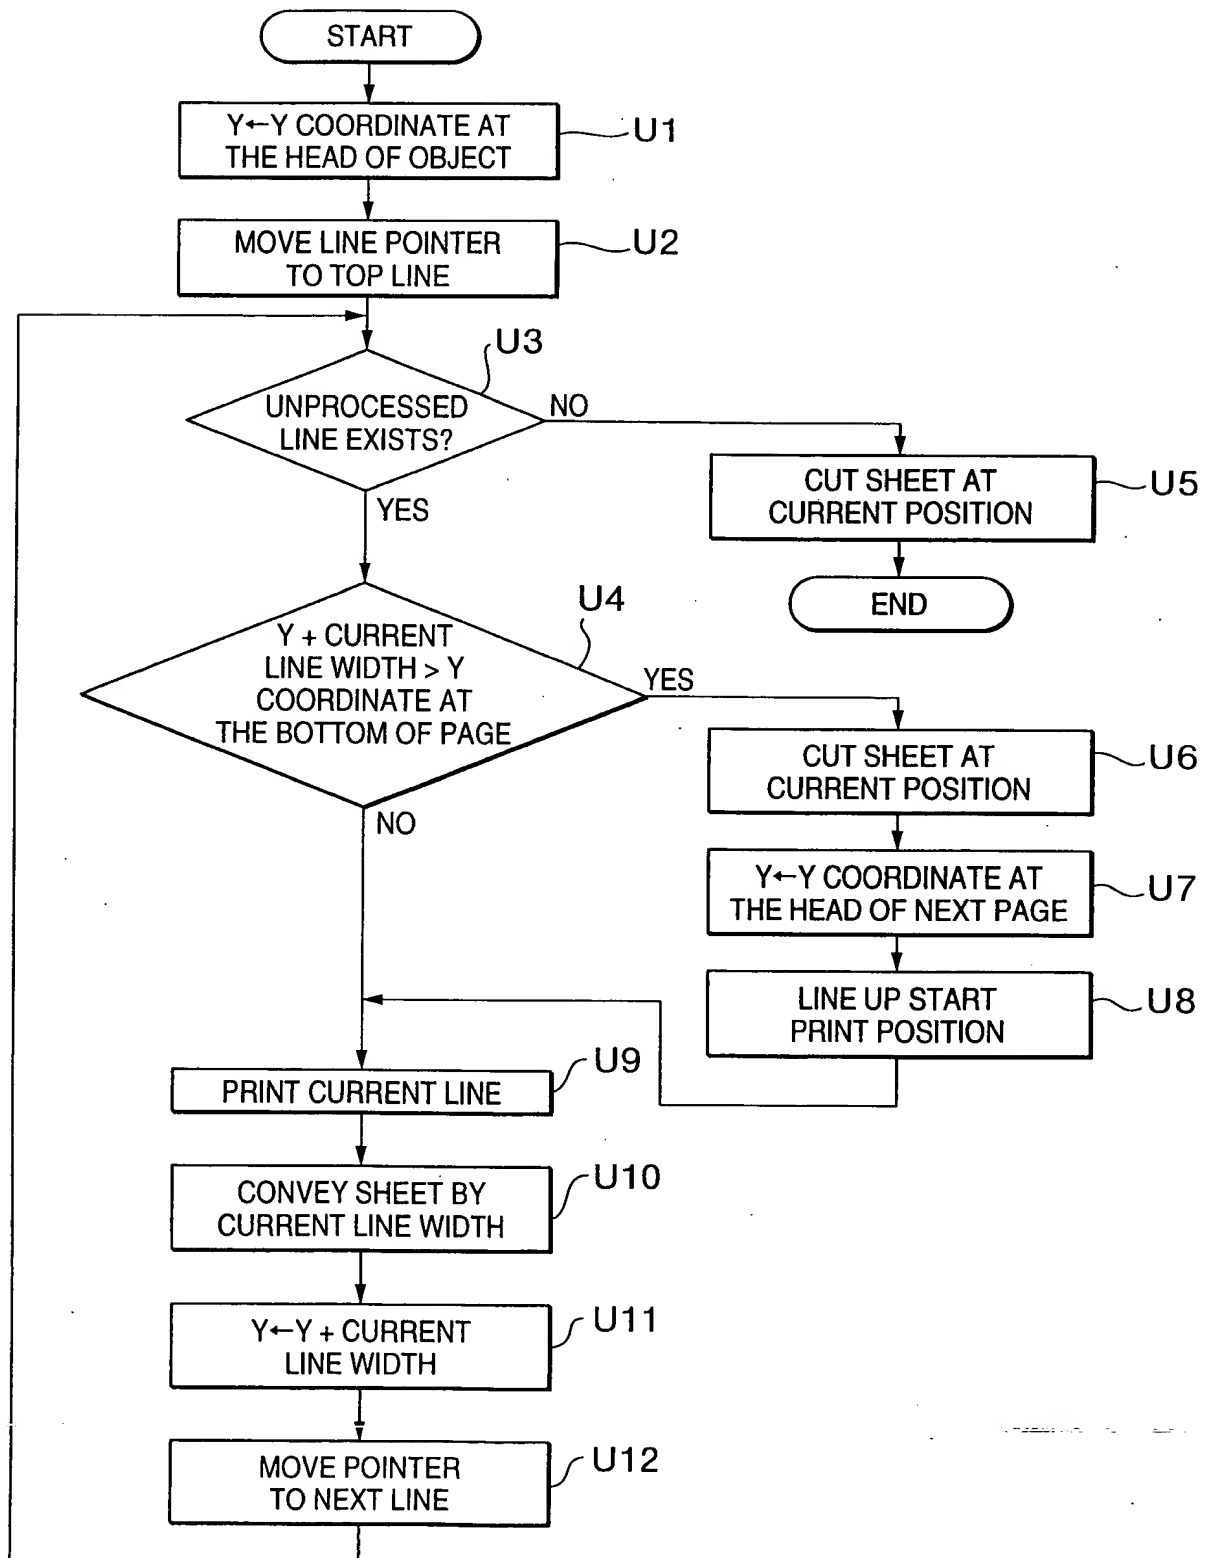 START
Y←Y COORDINATE AT
THE HEAD OF OBJECT
U1
MOVE LINE POINTER
TO TOP LINE
U2
U3
UNPROCESSED
LINE EXISTS?
NO
YES
CUT SHEET AT
CURRENT POSITION
U5
END
U4
Y + CURRENT
LINE WIDTH > Y
COORDINATE AT
THE BOTTOM OF PAGE
YES
NO
CUT SHEET AT
CURRENT POSITION
U6
Y←Y COORDINATE AT
THE HEAD OF NEXT PAGE
U7
LINE UP START
PRINT POSITION
U8
PRINT CURRENT LINE
U9
CONVEY SHEET BY
CURRENT LINE WIDTH
U10
Y←Y + CURRENT
LINE WIDTH
U11
MOVE POINTER
TO NEXT LINE
U12